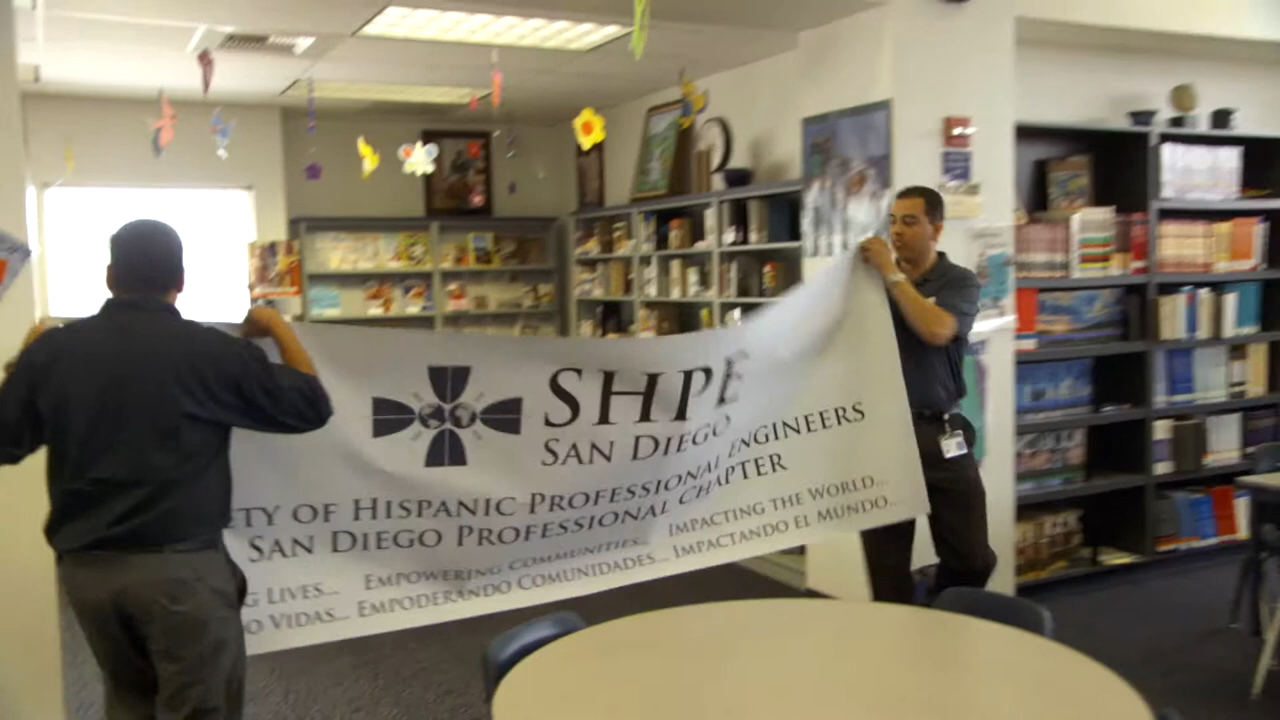 SHPE
SAN DIEGO
ETY OF HISPANIC PROFESSIONAL ENGINEERS
SAN DIEGO PROFESSIONAL CHAPTER
G LIVES... EMPOWERING COMMUNITIES... IMPACTING THE WORLD...
O VIDAS... EMPODERANDO COMUNIDADES... IMPACTANDO EL MUNDO...